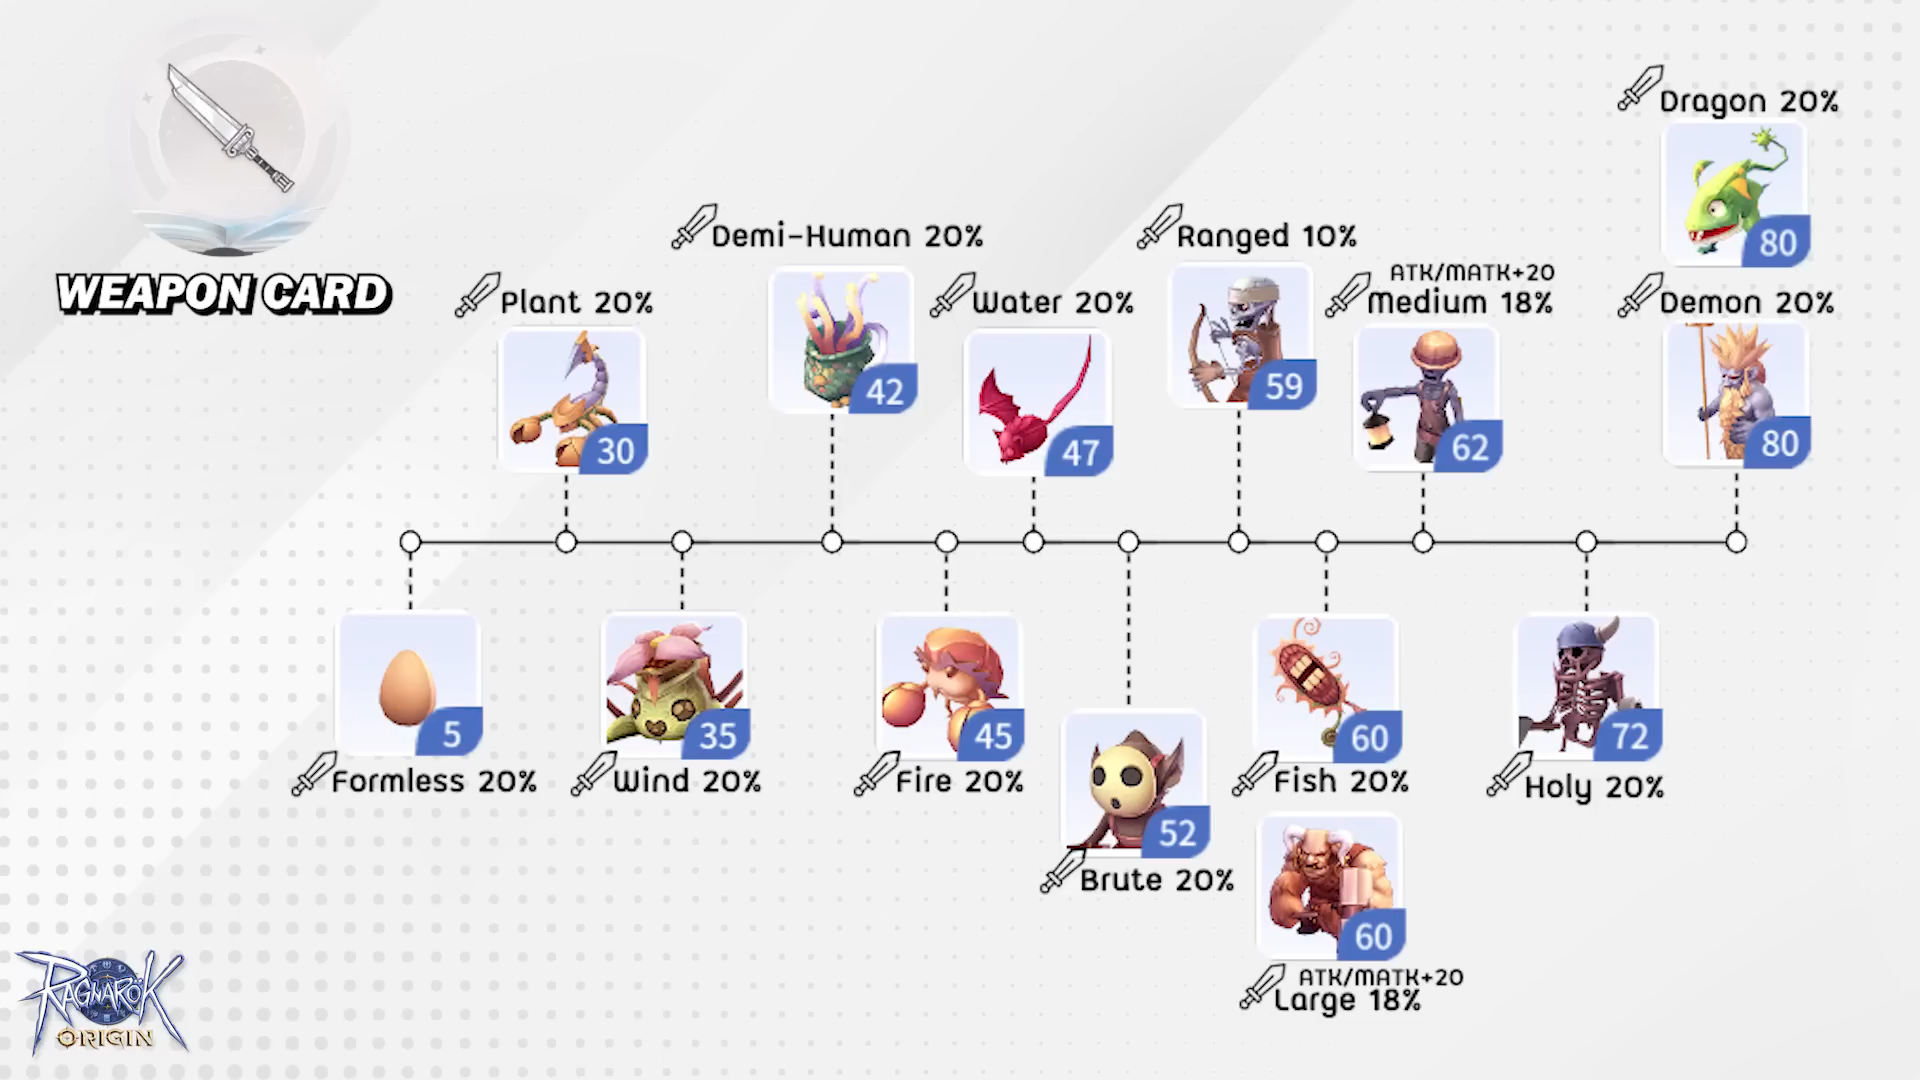 WEAPON CARD
Dragon 20%
80
Demi-Human 20%
42
Ranged 10%
59
ATK/MATK+20
Medium 18%
62
Plant 20%
30
Water 20%
47
Demon 20%
80
5
Formless 20%
35
Wind 20%
45
Fire 20%
52
Brute 20%
60
Fish 20%
60
ATK/MATK+20
Large 18%
72
Holy 20%
RAGNARÖK
ORIGIN